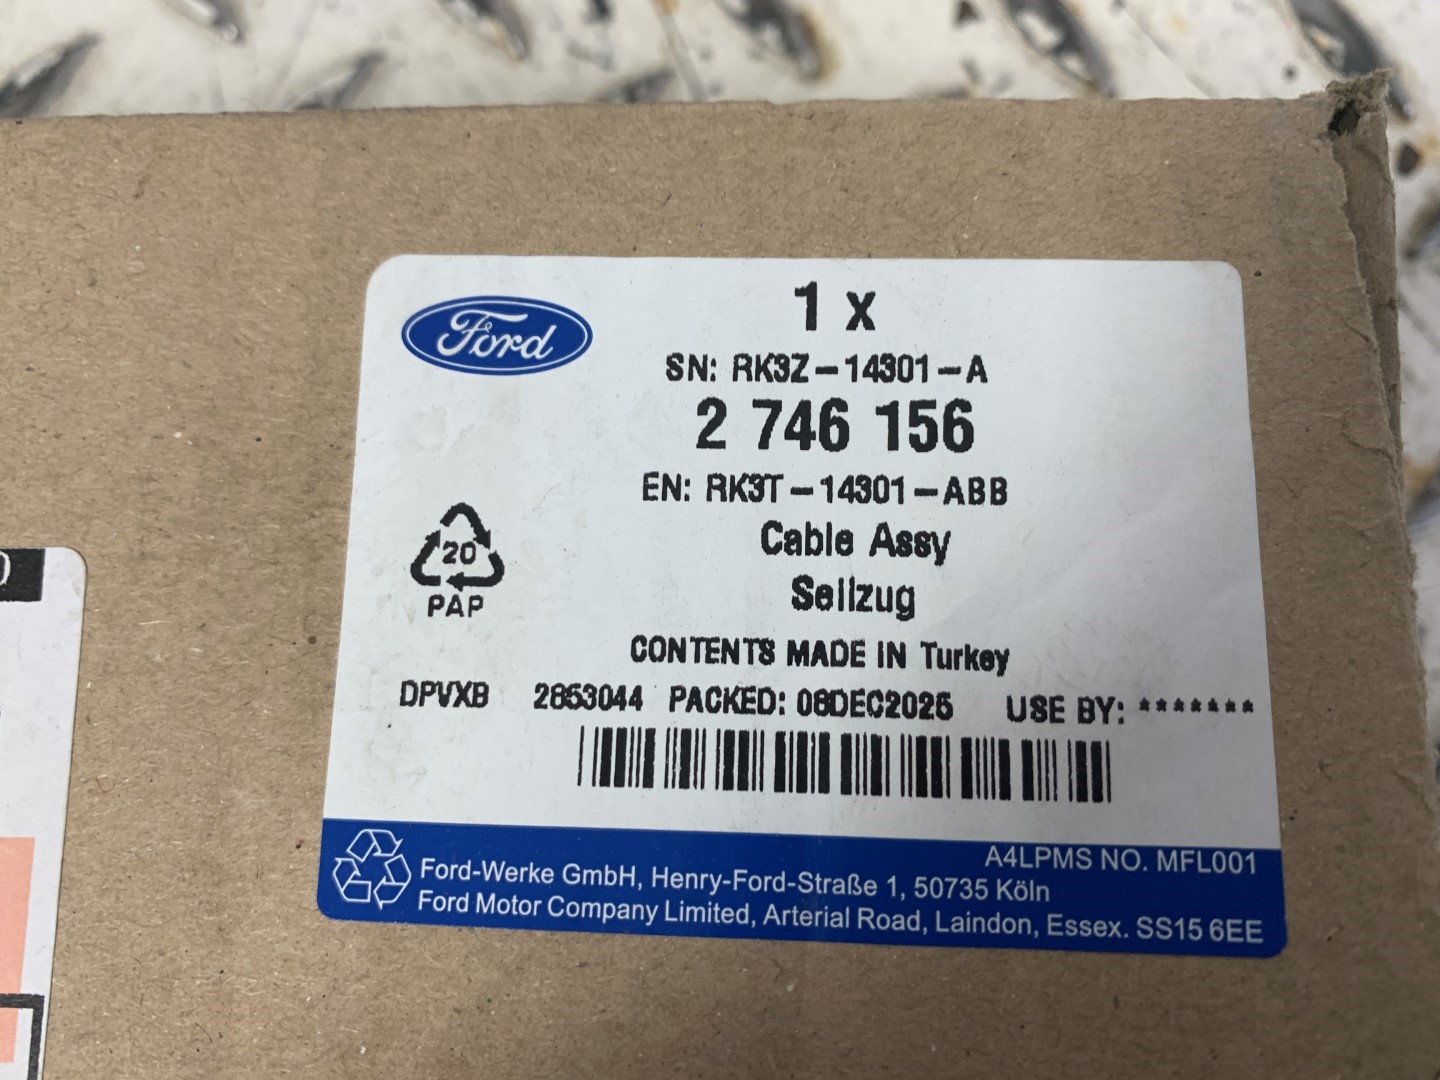 Ford
1 x
SN: RK3Z-14301-A
2 746 156
EN: RK3T-14301-ABB
Cable Assy
Seilzug
20
PAP
CONTENTS MADE IN Turkey
DPVXB 2853044 PACKED: 08DEC2025 USE BY: *******
A4LPMS NO. MFL001
Ford-Werke GmbH, Henry-Ford-Straße 1, 50735 Köln
Ford Motor Company Limited, Arterial Road, Laindon, Essex. SS15 6EE